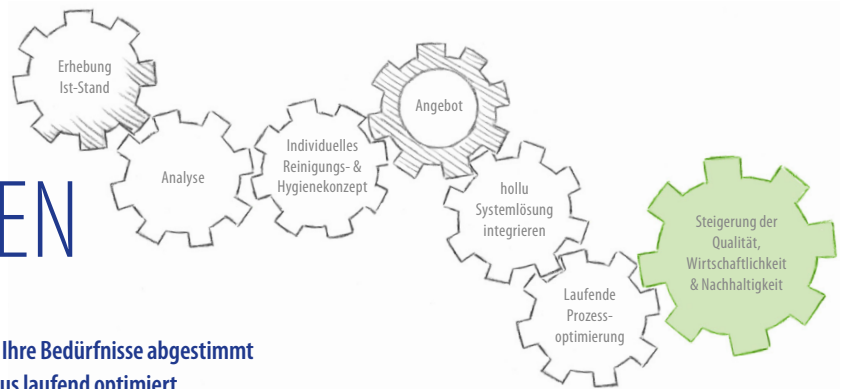 Erhebung
Ist-Stand
Analyse
Individuelles
Reinigungs- &
Hygienekonzept
Angebot
hollu
Systemlösung
integrieren
Laufende
Prozess-
optimierung
Steigerung der
Qualität,
Wirtschaftlichkeit
& Nachhaltigkeit
EN
Ihre Bedürfnisse abgestimmt
us laufend optimiert